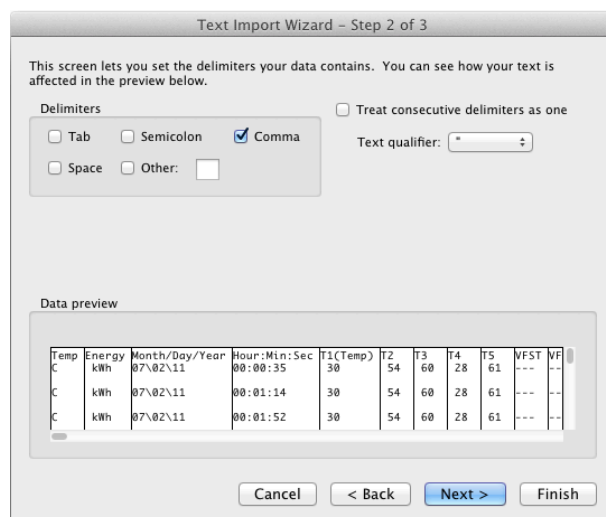 Text Import Wizard – Step 2 of 3
This screen lets you set the delimiters your data contains.  You can see how your text is
affected in the preview below.
Delimiters
Treat consecutive delimiters as one
Tab Semicolon Comma
Text qualifier: "
Space Other:
Data preview
Temp Energy Month/Day/Year Hour:Min:Sec T1(Temp) T2 T3 T4 T5 VFST VF
C kWh 07\02\11 00:00:35 30 54 60 28 61 --- --
C kWh 07\02\11 00:01:14 30 54 60 28 61 --- --
C kWh 07\02\11 00:01:52 30 54 60 28 61 --- --
Cancel < Back Next > Finish